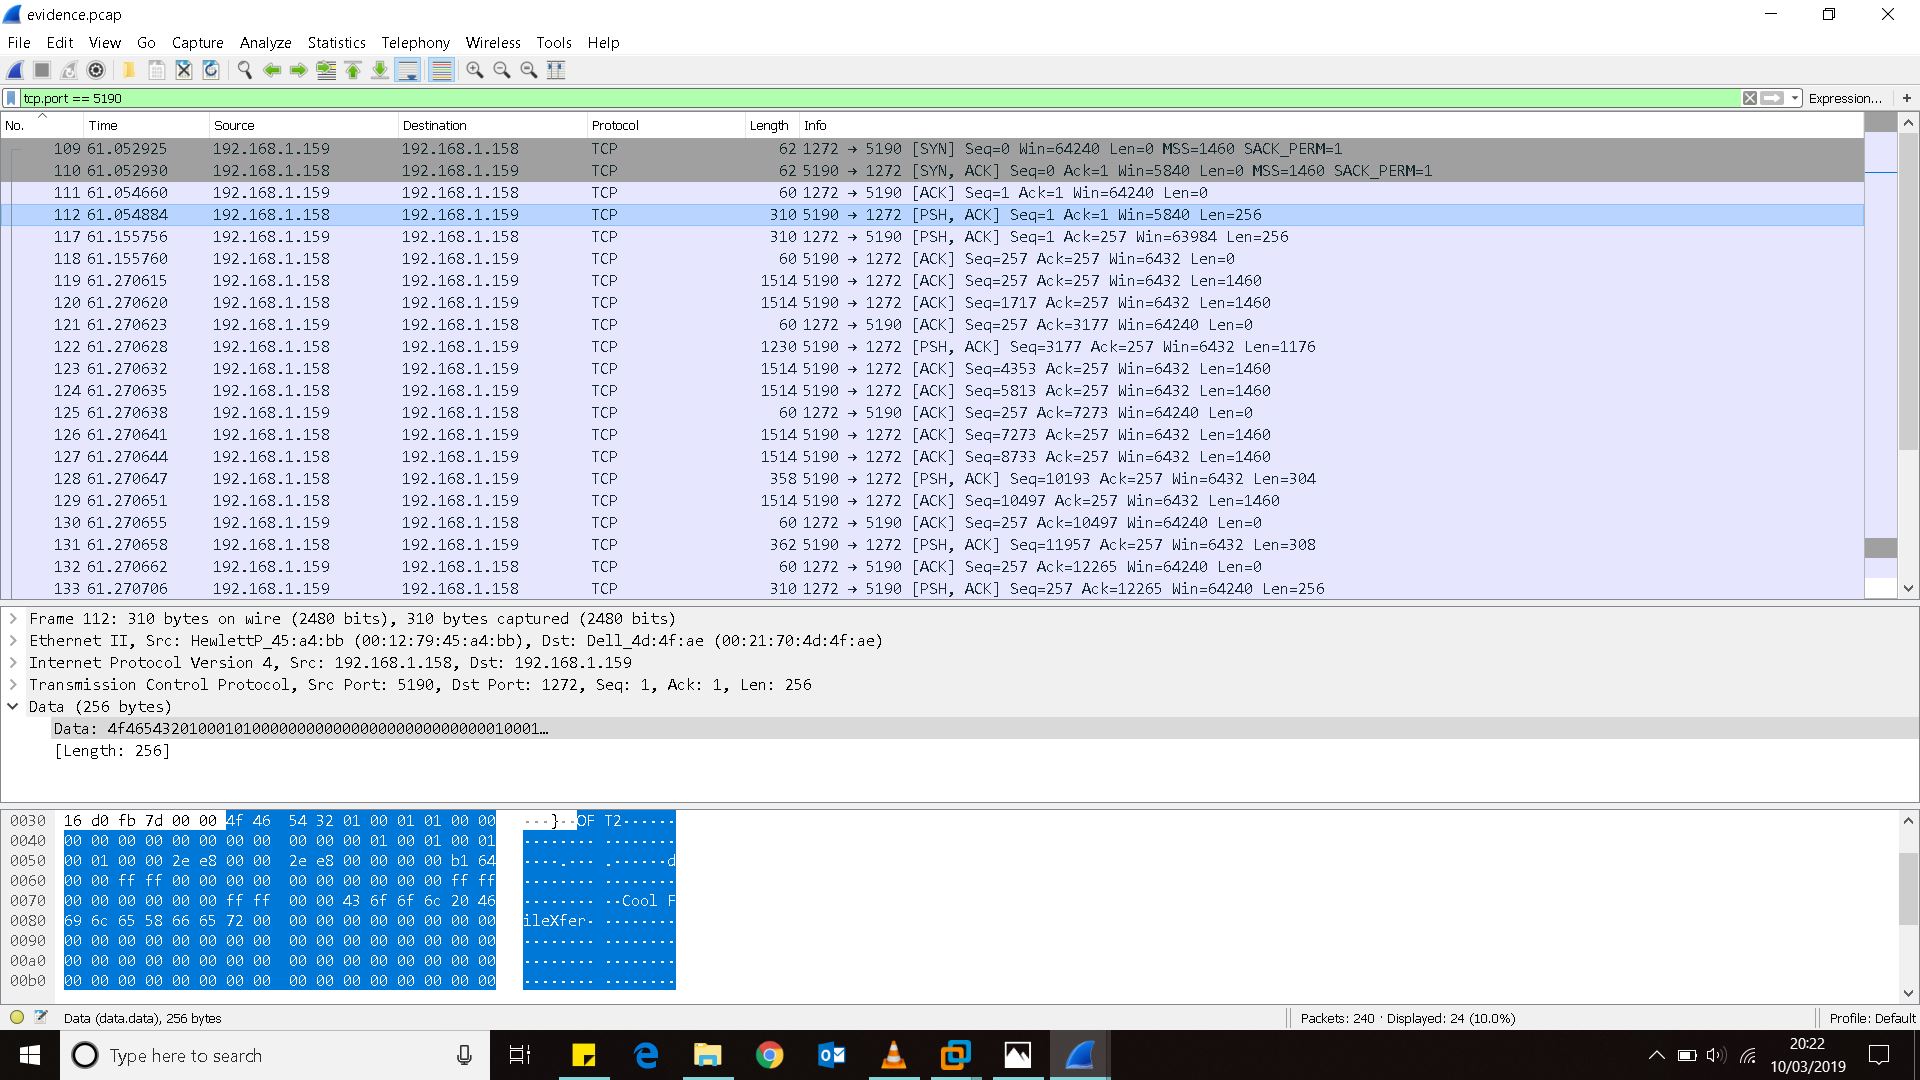 evidence.pcap
File Edit View Go Capture Analyze Statistics Telephony Wireless Tools Help
tcp.port == 5190
Expression...
+
No. Time Source Destination Protocol Length Info
109 61.052925 192.168.1.159 192.168.1.158 TCP 62 1272 → 5190 [SYN] Seq=0 Win=64240 Len=0 MSS=1460 SACK_PERM=1
110 61.052930 192.168.1.158 192.168.1.159 TCP 62 5190 → 1272 [SYN, ACK] Seq=0 Ack=1 Win=5840 Len=0 MSS=1460 SACK_PERM=1
111 61.054660 192.168.1.159 192.168.1.158 TCP 60 1272 → 5190 [ACK] Seq=1 Ack=1 Win=64240 Len=0
112 61.054884 192.168.1.158 192.168.1.159 TCP 310 5190 → 1272 [PSH, ACK] Seq=1 Ack=1 Win=5840 Len=256
117 61.155756 192.168.1.159 192.168.1.158 TCP 310 1272 → 5190 [PSH, ACK] Seq=1 Ack=257 Win=63984 Len=256
118 61.155760 192.168.1.158 192.168.1.159 TCP 60 5190 → 1272 [ACK] Seq=257 Ack=257 Win=6432 Len=0
119 61.270615 192.168.1.158 192.168.1.159 TCP 1514 5190 → 1272 [ACK] Seq=257 Ack=257 Win=6432 Len=1460
120 61.270620 192.168.1.158 192.168.1.159 TCP 1514 5190 → 1272 [ACK] Seq=1717 Ack=257 Win=6432 Len=1460
121 61.270623 192.168.1.159 192.168.1.158 TCP 60 1272 → 5190 [ACK] Seq=257 Ack=3177 Win=64240 Len=0
122 61.270628 192.168.1.158 192.168.1.159 TCP 1230 5190 → 1272 [PSH, ACK] Seq=3177 Ack=257 Win=6432 Len=1176
123 61.270632 192.168.1.158 192.168.1.159 TCP 1514 5190 → 1272 [ACK] Seq=4353 Ack=257 Win=6432 Len=1460
124 61.270635 192.168.1.158 192.168.1.159 TCP 1514 5190 → 1272 [ACK] Seq=5813 Ack=257 Win=6432 Len=1460
125 61.270638 192.168.1.159 192.168.1.158 TCP 60 1272 → 5190 [ACK] Seq=257 Ack=7273 Win=64240 Len=0
126 61.270641 192.168.1.158 192.168.1.159 TCP 1514 5190 → 1272 [ACK] Seq=7273 Ack=257 Win=6432 Len=1460
127 61.270644 192.168.1.158 192.168.1.159 TCP 1514 5190 → 1272 [ACK] Seq=8733 Ack=257 Win=6432 Len=1460
128 61.270647 192.168.1.158 192.168.1.159 TCP 358 5190 → 1272 [PSH, ACK] Seq=10193 Ack=257 Win=6432 Len=304
129 61.270651 192.168.1.158 192.168.1.159 TCP 1514 5190 → 1272 [ACK] Seq=10497 Ack=257 Win=6432 Len=1460
130 61.270655 192.168.1.159 192.168.1.158 TCP 60 1272 → 5190 [ACK] Seq=257 Ack=10497 Win=64240 Len=0
131 61.270658 192.168.1.158 192.168.1.159 TCP 362 5190 → 1272 [PSH, ACK] Seq=11957 Ack=257 Win=6432 Len=308
132 61.270662 192.168.1.159 192.168.1.158 TCP 60 1272 → 5190 [ACK] Seq=257 Ack=12265 Win=64240 Len=0
133 61.270706 192.168.1.159 192.168.1.158 TCP 310 1272 → 5190 [PSH, ACK] Seq=257 Ack=12265 Win=64240 Len=256
Frame 112: 310 bytes on wire (2480 bits), 310 bytes captured (2480 bits)
Ethernet II, Src: HewlettP_45:a4:bb (00:12:79:45:a4:bb), Dst: Dell_4d:4f:ae (00:21:70:4d:4f:ae)
Internet Protocol Version 4, Src: 192.168.1.158, Dst: 192.168.1.159
Transmission Control Protocol, Src Port: 5190, Dst Port: 1272, Seq: 1, Ack: 1, Len: 256
Data (256 bytes)
Data: 4f4654320100010100000000000000000000000000010001…
[Length: 256]
0030 16 d0 fb 7d 00 00 4f 46 54 32 01 00 01 01 00 00 ···}··OF T2······
0040 00 00 00 00 00 00 00 00 00 00 00 01 00 01 00 01 ········ ········
0050 00 01 00 00 2e e8 00 00 2e e8 00 00 00 00 b1 64 ····.··· .······d
0060 00 00 ff ff 00 00 00 00 00 00 00 00 00 00 ff ff ········ ········
0070 00 00 00 00 00 00 ff ff 00 00 43 6f 6f 6c 20 46 ········ ··Cool F
0080 69 6c 65 58 66 65 72 00 00 00 00 00 00 00 00 00 ileXfer· ········
0090 00 00 00 00 00 00 00 00 00 00 00 00 00 00 00 00 ········ ········
00a0 00 00 00 00 00 00 00 00 00 00 00 00 00 00 00 00 ········ ········
00b0 00 00 00 00 00 00 00 00 00 00 00 00 00 00 00 00 ········ ········
Data (data.data), 256 bytes
Packets: 240 · Displayed: 24 (10.0%)
Profile: Default
Type here to search
20:22
10/03/2019